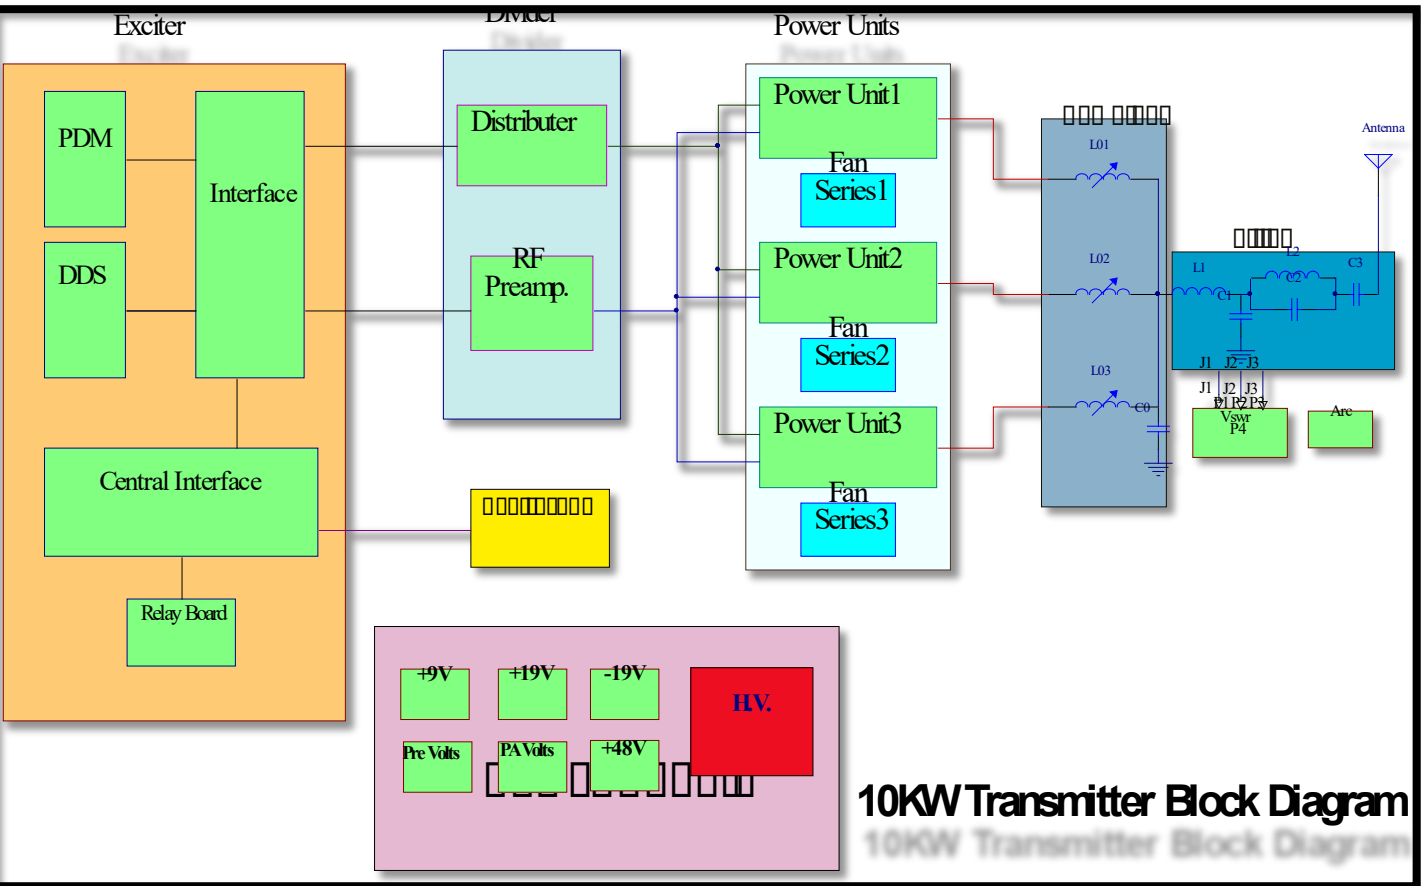 Exciter
Divider
Power Units
PDM
Interface
DDS
Central Interface
Relay Board
Distributer
RF
Preamp.
Power Unit1
Fan
Series1
Power Unit2
Fan
Series2
Power Unit3
Fan
Series3
L01
L02
L03
C0
Antenna
L1
L2
C2
C1
C3
J1 J2- J3
J1 J2 J3
P1 P2 P3
Vswr
P4
Arc
+9V
+19V
-19V
H.V.
Pre Volts
PA Volts
+48V
10KW Transmitter Block Diagram